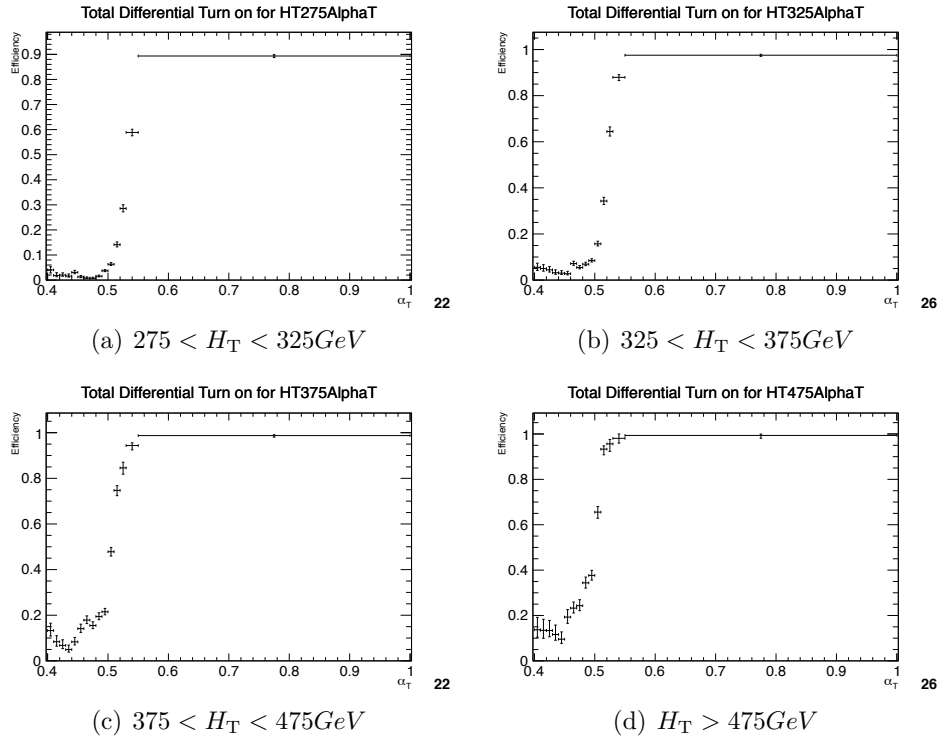 Total Differential Turn on for HT275AlphaT
Efficiency
0.9
0.8
0.7
0.6
0.5
0.4
0.3
0.2
0.1
0
0.4 0.5 0.6 0.7 0.8 0.9 1
α_T
22
(a) 275 < H_T < 325GeV
Total Differential Turn on for HT325AlphaT
Efficiency
1
0.8
0.6
0.4
0.2
0
0.4 0.5 0.6 0.7 0.8 0.9 1
α_T
26
(b) 325 < H_T < 375GeV
Total Differential Turn on for HT375AlphaT
Efficiency
1
0.8
0.6
0.4
0.2
0
0.4 0.5 0.6 0.7 0.8 0.9 1
α_T
22
(c) 375 < H_T < 475GeV
Total Differential Turn on for HT475AlphaT
Efficiency
1
0.8
0.6
0.4
0.2
0
0.4 0.5 0.6 0.7 0.8 0.9 1
α_T
26
(d) H_T > 475GeV